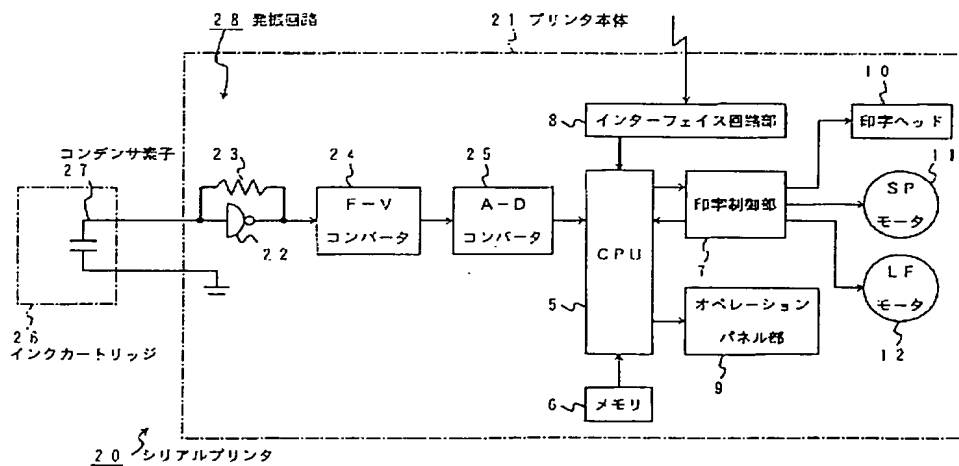 ２８ 発振回路
２１ プリンタ本体
１０
印字ヘッド
８
インターフェイス回路部
コンデンサ素子
２７
２３
２４
２５
１１
ＳＰ
モータ
Ｆ－Ｖ
コンバータ
Ａ－Ｄ
コンバータ
ＣＰＵ
印字制御部
２２
７
ＬＦ
モータ
５
オペレーション
パネル部
２６
インクカートリッジ
１２
９
６
メモリ
２０ シリアルプリンタ